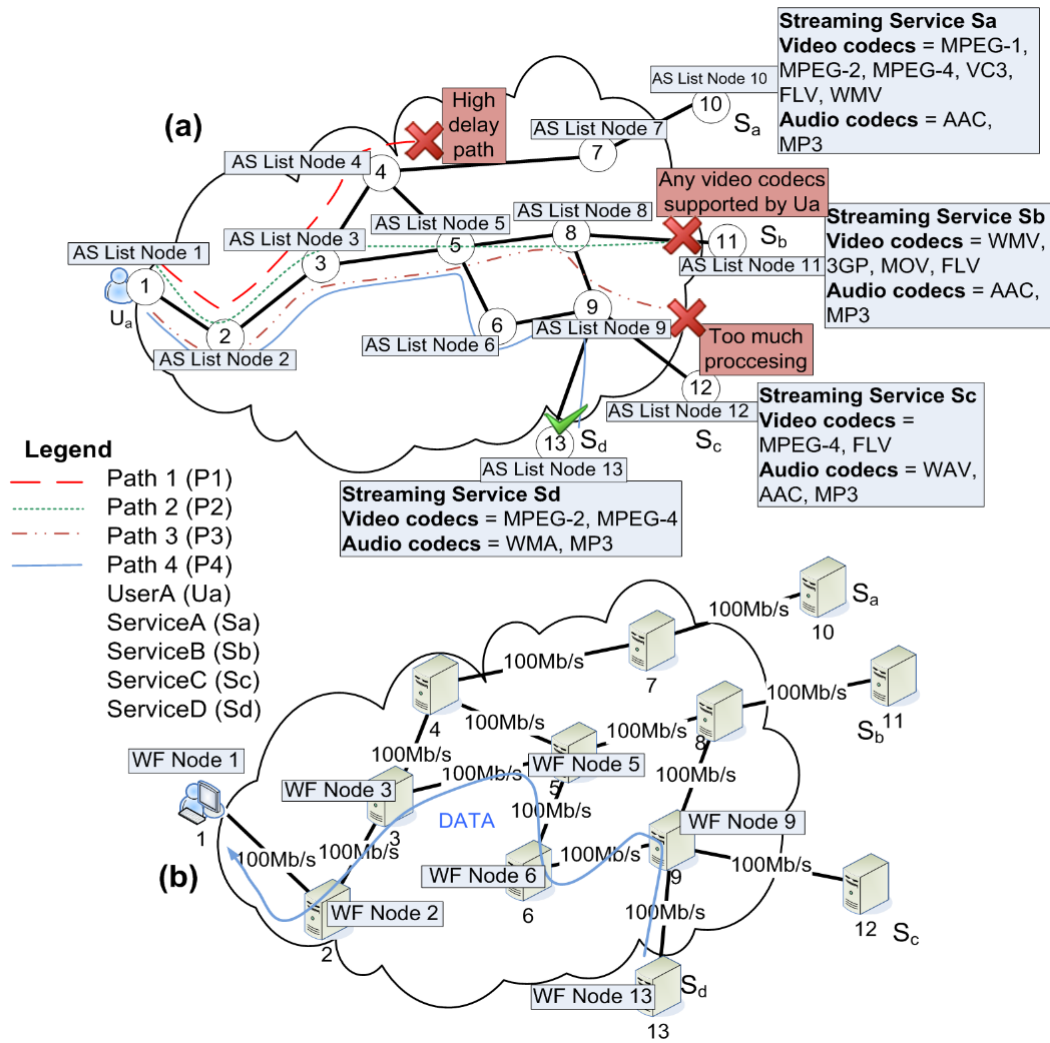 Streaming Service Sa
Video codecs = MPEG-1,
MPEG-2, MPEG-4, VC3,
FLV, WMV
Audio codecs = AAC,
MP3
AS List Node 10
10
Sa
(a)
High
delay
path
AS List Node 7
7
AS List Node 4
4
Any video codecs
supported by Ua
AS List Node 8
8
AS List Node 5
5
Sb
11
AS List Node 11
Streaming Service Sb
Video codecs = WMV,
3GP, MOV, FLV
Audio codecs = AAC,
MP3
AS List Node 3
3
AS List Node 1
1
Ua
2
AS List Node 2
6
AS List Node 6
9
AS List Node 9
Too much
proccesing
12
AS List Node 12
Sc
Streaming Service Sc
Video codecs =
MPEG-4, FLV
Audio codecs = WAV,
AAC, MP3
13
Sd
AS List Node 13
Streaming Service Sd
Video codecs = MPEG-2, MPEG-4
Audio codecs = WMA, MP3
Legend
Path 1 (P1)
Path 2 (P2)
Path 3 (P3)
Path 4 (P4)
UserA (Ua)
ServiceA (Sa)
ServiceB (Sb)
ServiceC (Sc)
ServiceD (Sd)
100Mb/s
Sa
10
100Mb/s
7
100Mb/s
Sb
11
4
100Mb/s
100Mb/s
8
100Mb/s
WF Node 5
5
100Mb/s
WF Node 1
1
WF Node 3
3
100Mb/s
100Mb/s
DATA
100Mb/s
WF Node 9
9
100Mb/s
100Mb/s
100Mb/s
WF Node 6
6
(b)
WF Node 2
2
100Mb/s
12
Sc
WF Node 13
Sd
13